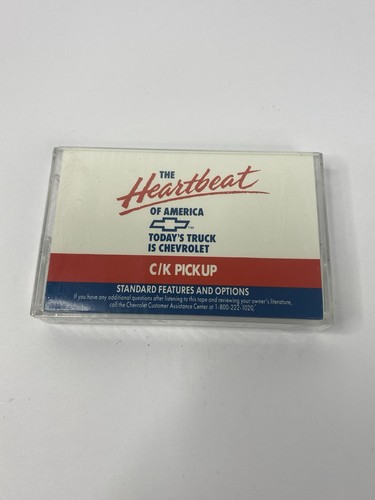 THE
Heartbeat
OF AMERICA
TM
TODAY'S TRUCK
IS CHEVROLET
C/K PICKUP
STANDARD FEATURES AND OPTIONS
If you have any additional questions after listening to this tape and reviewing your owner's literature,
call the Chevrolet Customer Assistance Center at 1-800-222-1020.